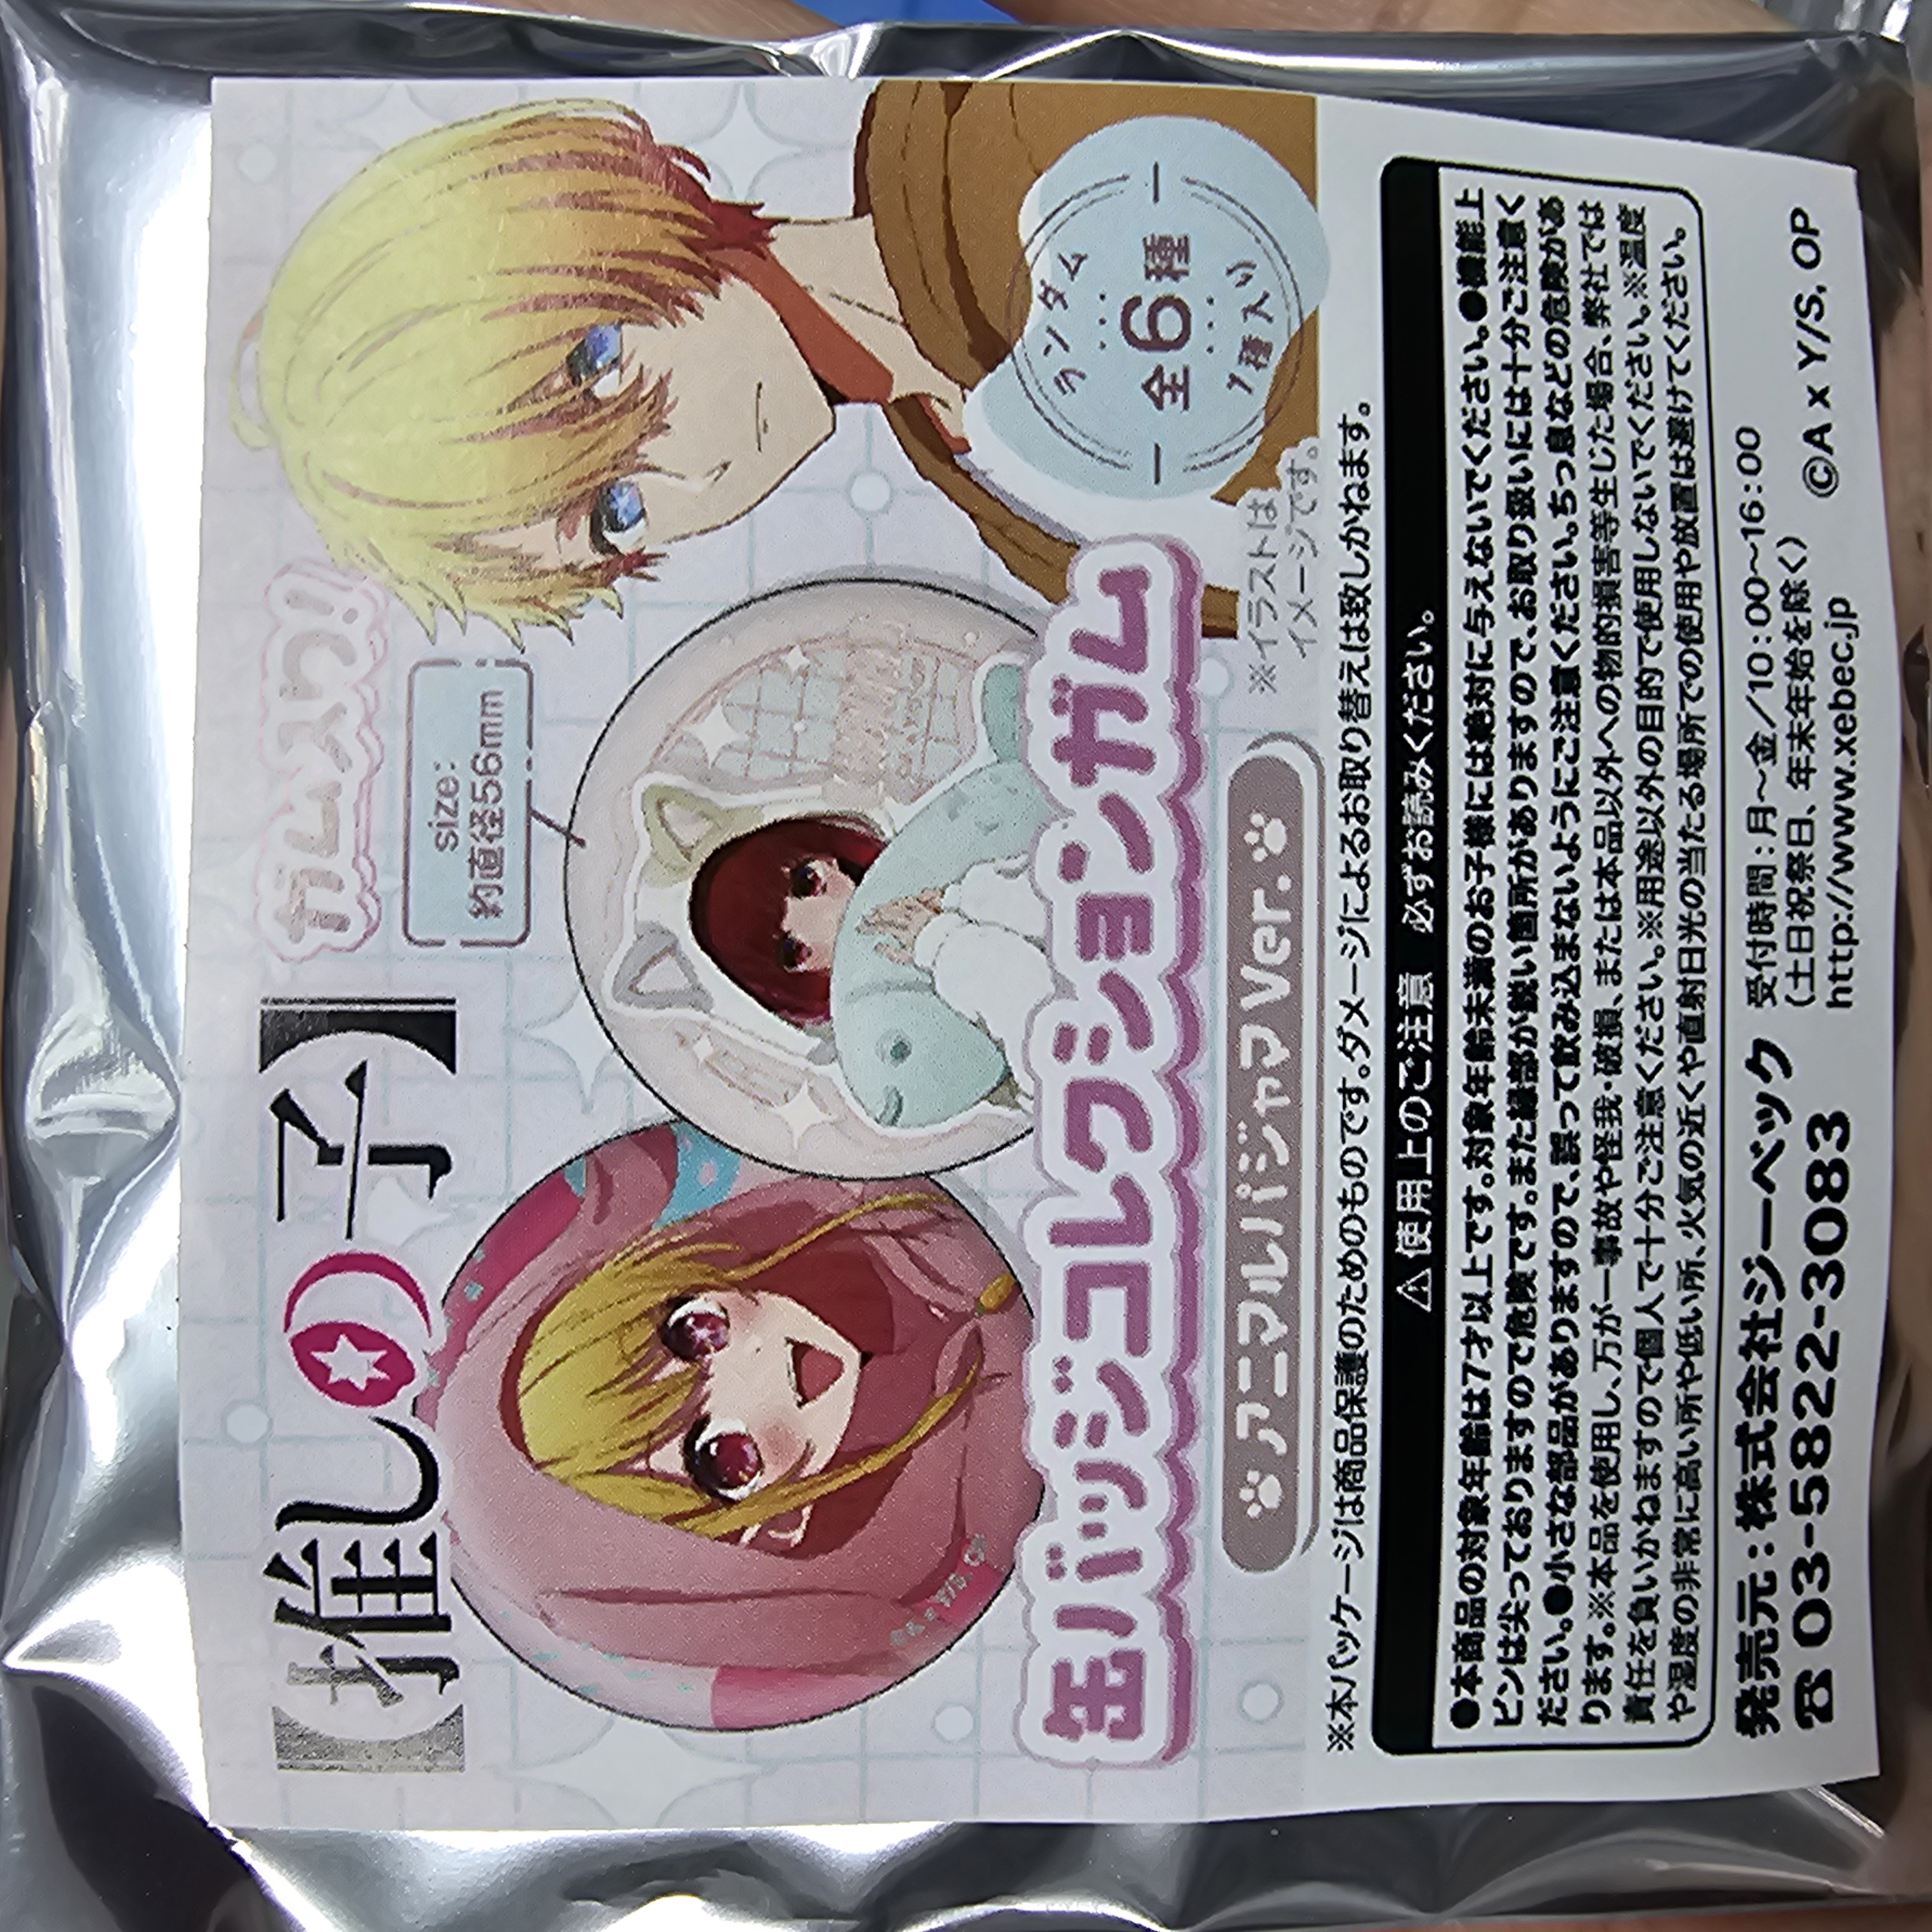 【推しの子】
ガム入り!!
size:
約直径56mm
缶バッジコレクションガム
アニマルパジャマVer.
ランダム
全6種
1種入り
※イラストは
イメージです。
※本パッケージは商品保護のためのものです。ダメージによるお取り替えは致しかねます。
⚠使用上のご注意 必ずお読みください。
●本商品の対象年齢は7才以上です。対象年齢未満のお子様には絶対に与えないでください。●機能上
ピンは尖っておりますので危険です。また縁部が鋭い箇所がありますので、お取り扱いには十分ご注意く
ださい。●小さな部品がありますので、誤って飲み込まないようにご注意ください。ちっ息などの危険があ
ります。※本品を使用し、万が一事故や怪我・破損、または本品以外への物的損害等生じた場合、弊社では
責任を負いかねますので個人で十分ご注意ください。※用途以外の目的で使用しないでください。※温度
や湿度の非常に高い所や低い所、火気の近くや直射日光の当たる場所での使用や放置は避けてください。
発売元:株式会社ジーベック
☎03-5822-3083
受付時間:月〜金/10:00〜16:00
(土日祝祭日、年末年始を除く)
http://www.xebec.jp
©A x Y/S, OP